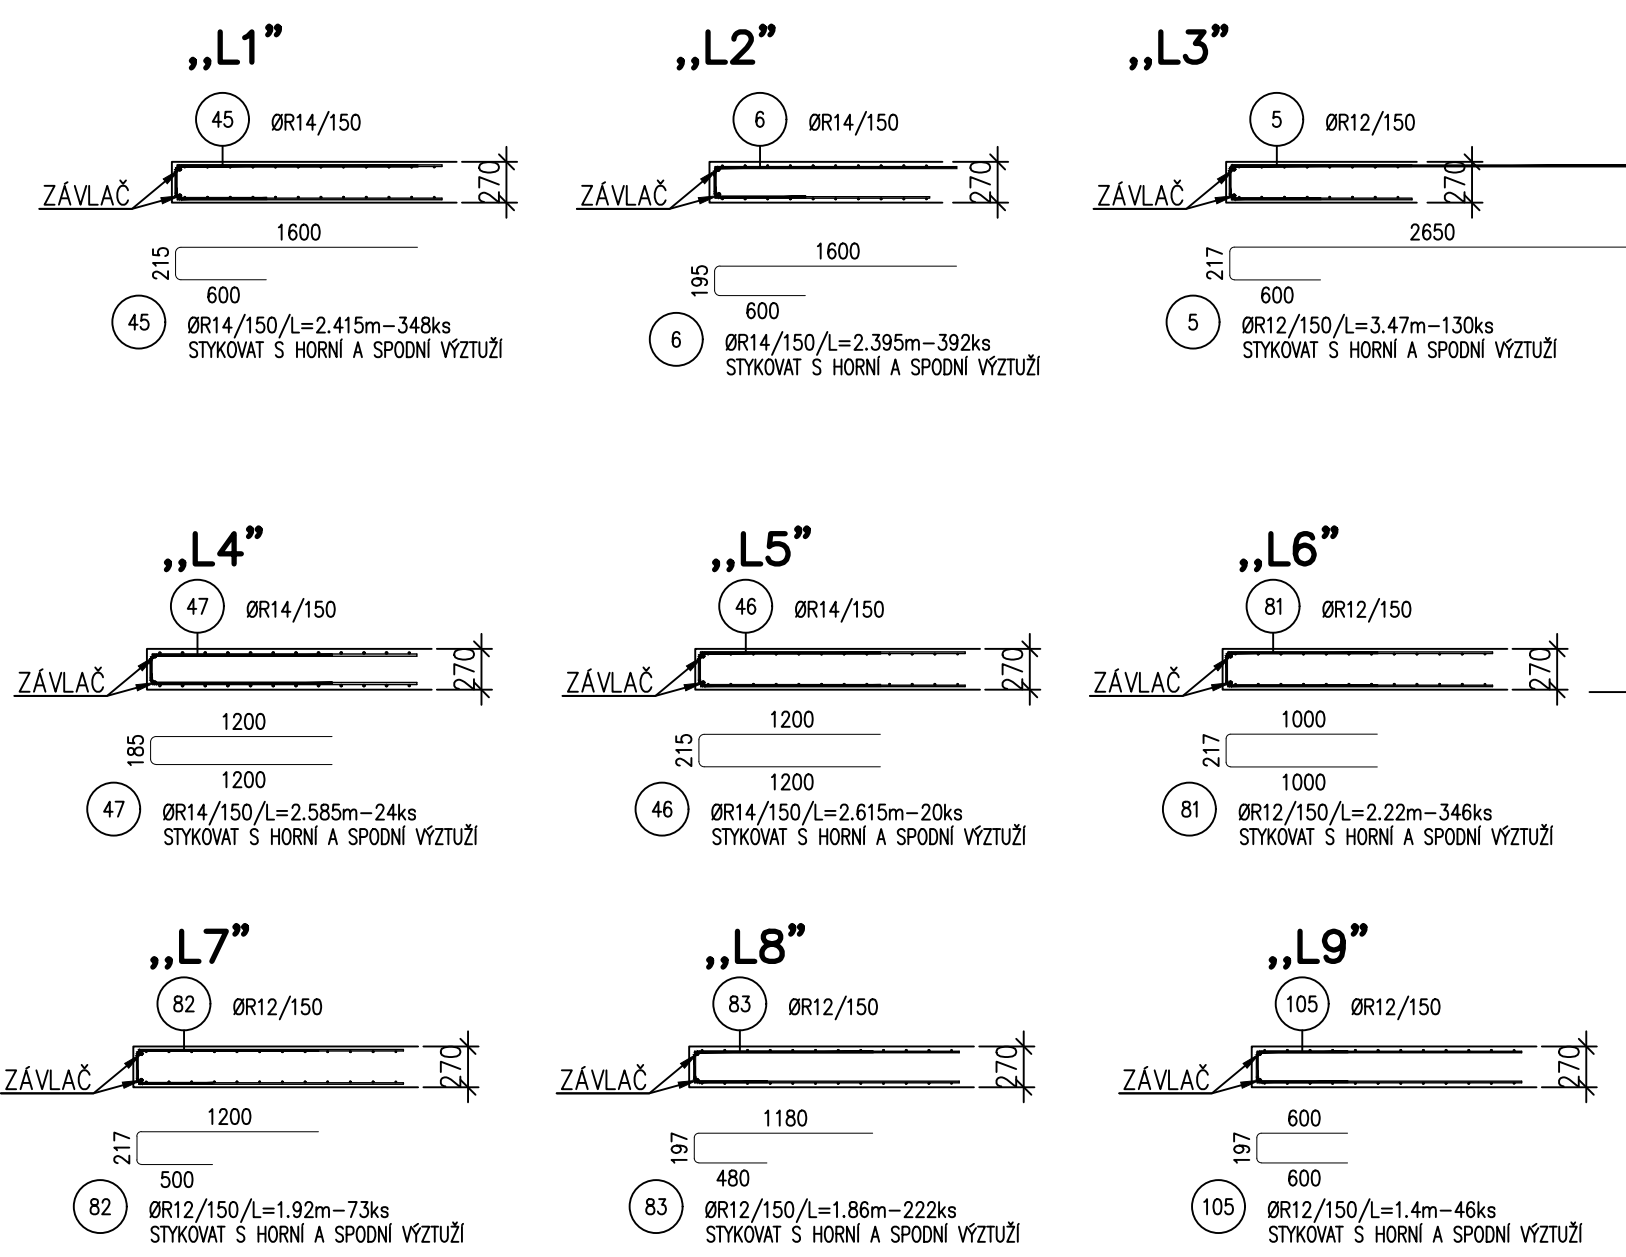 „L1”
45 ØR14/150
ZÁVLAČ
270
1600
215
600
45 ØR14/150/L=2.415m-348ks
STYKOVAT S HORNÍ A SPODNÍ VÝZTUŽÍ
„L2”
6 ØR14/150
ZÁVLAČ
270
1600
195
600
6 ØR14/150/L=2.395m-392ks
STYKOVAT S HORNÍ A SPODNÍ VÝZTUŽÍ
„L3”
5 ØR12/150
ZÁVLAČ
270
2650
217
600
5 ØR12/150/L=3.47m-130ks
STYKOVAT S HORNÍ A SPODNÍ VÝZTUŽÍ
„L4”
47 ØR14/150
ZÁVLAČ
270
1200
185
1200
47 ØR14/150/L=2.585m-24ks
STYKOVAT S HORNÍ A SPODNÍ VÝZTUŽÍ
„L5”
46 ØR14/150
ZÁVLAČ
270
1200
215
1200
46 ØR14/150/L=2.615m-20ks
STYKOVAT S HORNÍ A SPODNÍ VÝZTUŽÍ
„L6”
81 ØR12/150
ZÁVLAČ
270
1000
217
1000
81 ØR12/150/L=2.22m-346ks
STYKOVAT S HORNÍ A SPODNÍ VÝZTUŽÍ
„L7”
82 ØR12/150
ZÁVLAČ
270
1200
217
500
82 ØR12/150/L=1.92m-73ks
STYKOVAT S HORNÍ A SPODNÍ VÝZTUŽÍ
„L8”
83 ØR12/150
ZÁVLAČ
270
1180
197
480
83 ØR12/150/L=1.86m-222ks
STYKOVAT S HORNÍ A SPODNÍ VÝZTUŽÍ
„L9”
105 ØR12/150
ZÁVLAČ
270
600
197
600
105 ØR12/150/L=1.4m-46ks
STYKOVAT S HORNÍ A SPODNÍ VÝZTUŽÍ